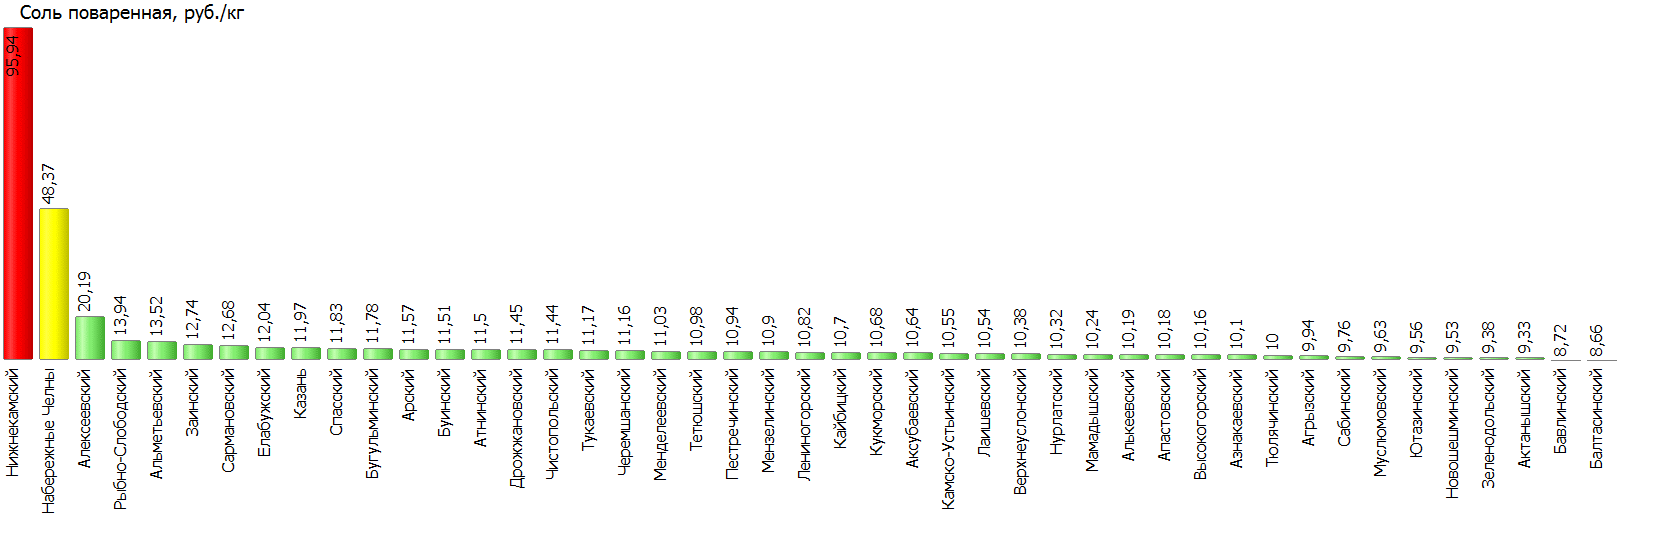 Соль поваренная, руб./кг
95,94
48,37
20,19
13,94
13,52
12,74
12,68
12,04
11,97
11,83
11,78
11,57
11,51
11,5
11,45
11,44
11,17
11,16
11,03
10,98
10,94
10,9
10,82
10,7
10,68
10,64
10,55
10,54
10,38
10,32
10,24
10,19
10,18
10,16
10,1
10
9,94
9,76
9,63
9,56
9,53
9,38
9,33
8,72
8,66
Нижнекамский
Набережные Челны
Алексеевский
Рыбно-Слободский
Альметьевский
Заинский
Сармановский
Елабужский
Казань
Спасский
Бугульминский
Арский
Буинский
Атнинский
Дрожжановский
Чистопольский
Тукаевский
Черемшанский
Менделеевский
Тетюшский
Пестречинский
Мензелинский
Лениногорский
Кайбицкий
Кукморский
Аксубаевский
Камско-Устьинский
Лаишевский
Верхнеуслонский
Нурлатский
Мамадышский
Алькеевский
Апастовский
Высокогорский
Азнакаевский
Тюлячинский
Агрызский
Сабинский
Муслюмовский
Ютазинский
Новошешминский
Зеленодольский
Актанышский
Бавлинский
Балтасинский